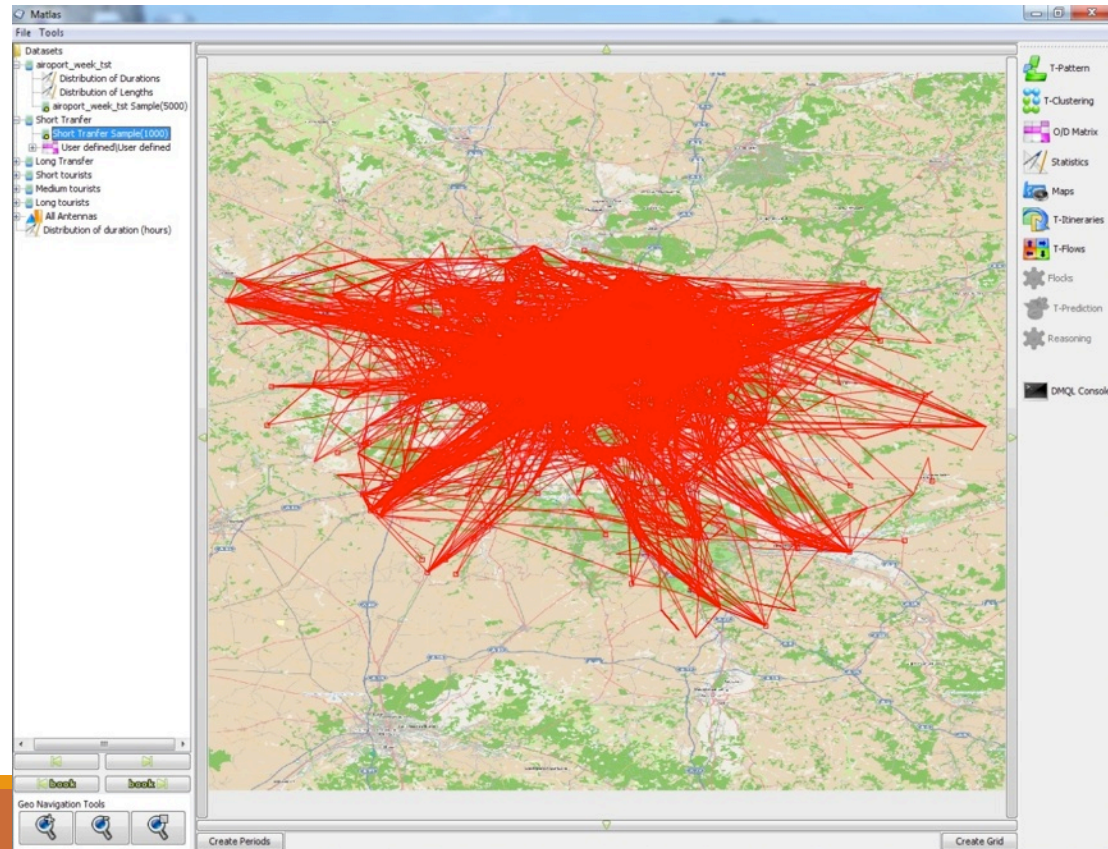 Matlas
File Tools
Datasets
airoport_week_tst
Distribution of Durations
Distribution of Lengths
airoport_week_tst Sample(5000)
Short Tranfer
Short Tranfer Sample(1000)
User defined\User defined
Long Transfer
Short tourists
Medium tourists
Long tourists
All Antennas
Distribution of duration (hours)
book
book
Geo Navigation Tools
Create Periods
Create Grid
T-Pattern
T-Clustering
O/D Matrix
Statistics
Maps
T-Itineraries
T-Flows
Flocks
T-Prediction
Reasoning
DMQL Console